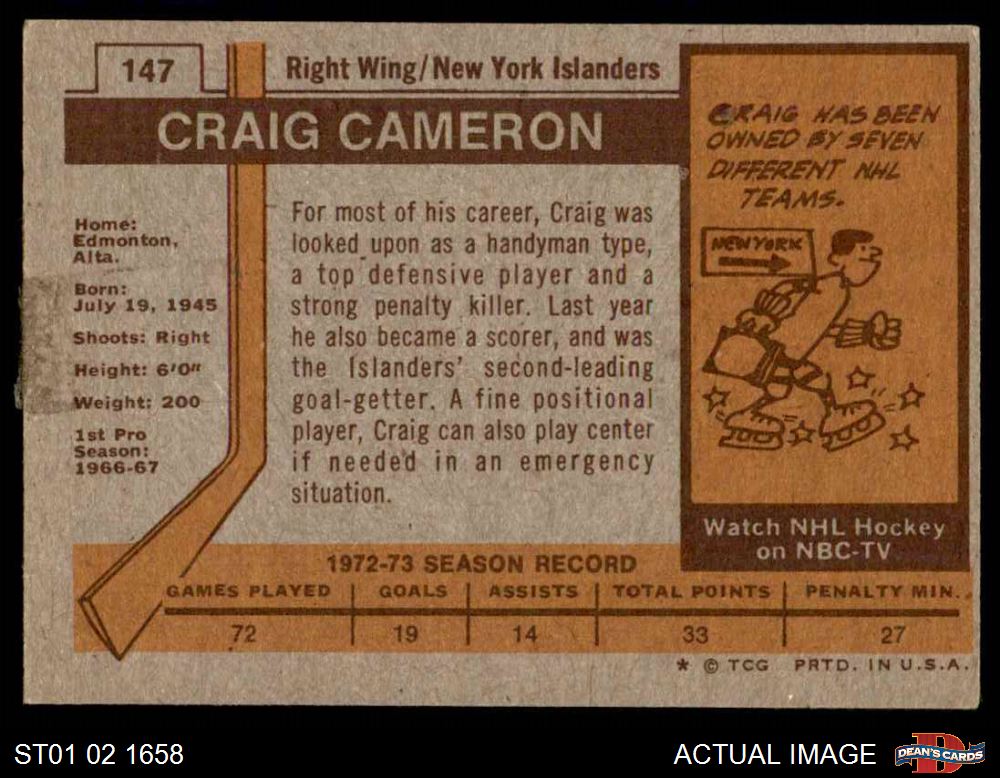 147
Right Wing/New York Islanders
CRAIG CAMERON
Home:
Edmonton,
Alta.
Born:
July 19, 1945
Shoots: Right
Height: 6'0"
Weight: 200
1st Pro
Season:
1966-67
For most of his career, Craig was
looked upon as a handyman type,
a top defensive player and a
strong penalty killer. Last year
he also became a scorer, and was
the Islanders' second-leading
goal-getter. A fine positional
player, Craig can also play center
if needed in an emergency
situation.
CRAIG HAS BEEN
OWNED BY SEVEN
DIFFERENT NHL
TEAMS.
NEW YORK
Watch NHL Hockey
on NBC-TV
1972-73 SEASON RECORD
GAMES PLAYED GOALS ASSISTS TOTAL POINTS PENALTY MIN.
72 19 14 33 27
* © TCG PRTD. IN U.S.A.
ST01 02 1658
ACTUAL IMAGE
D
DEAN'S CARDS